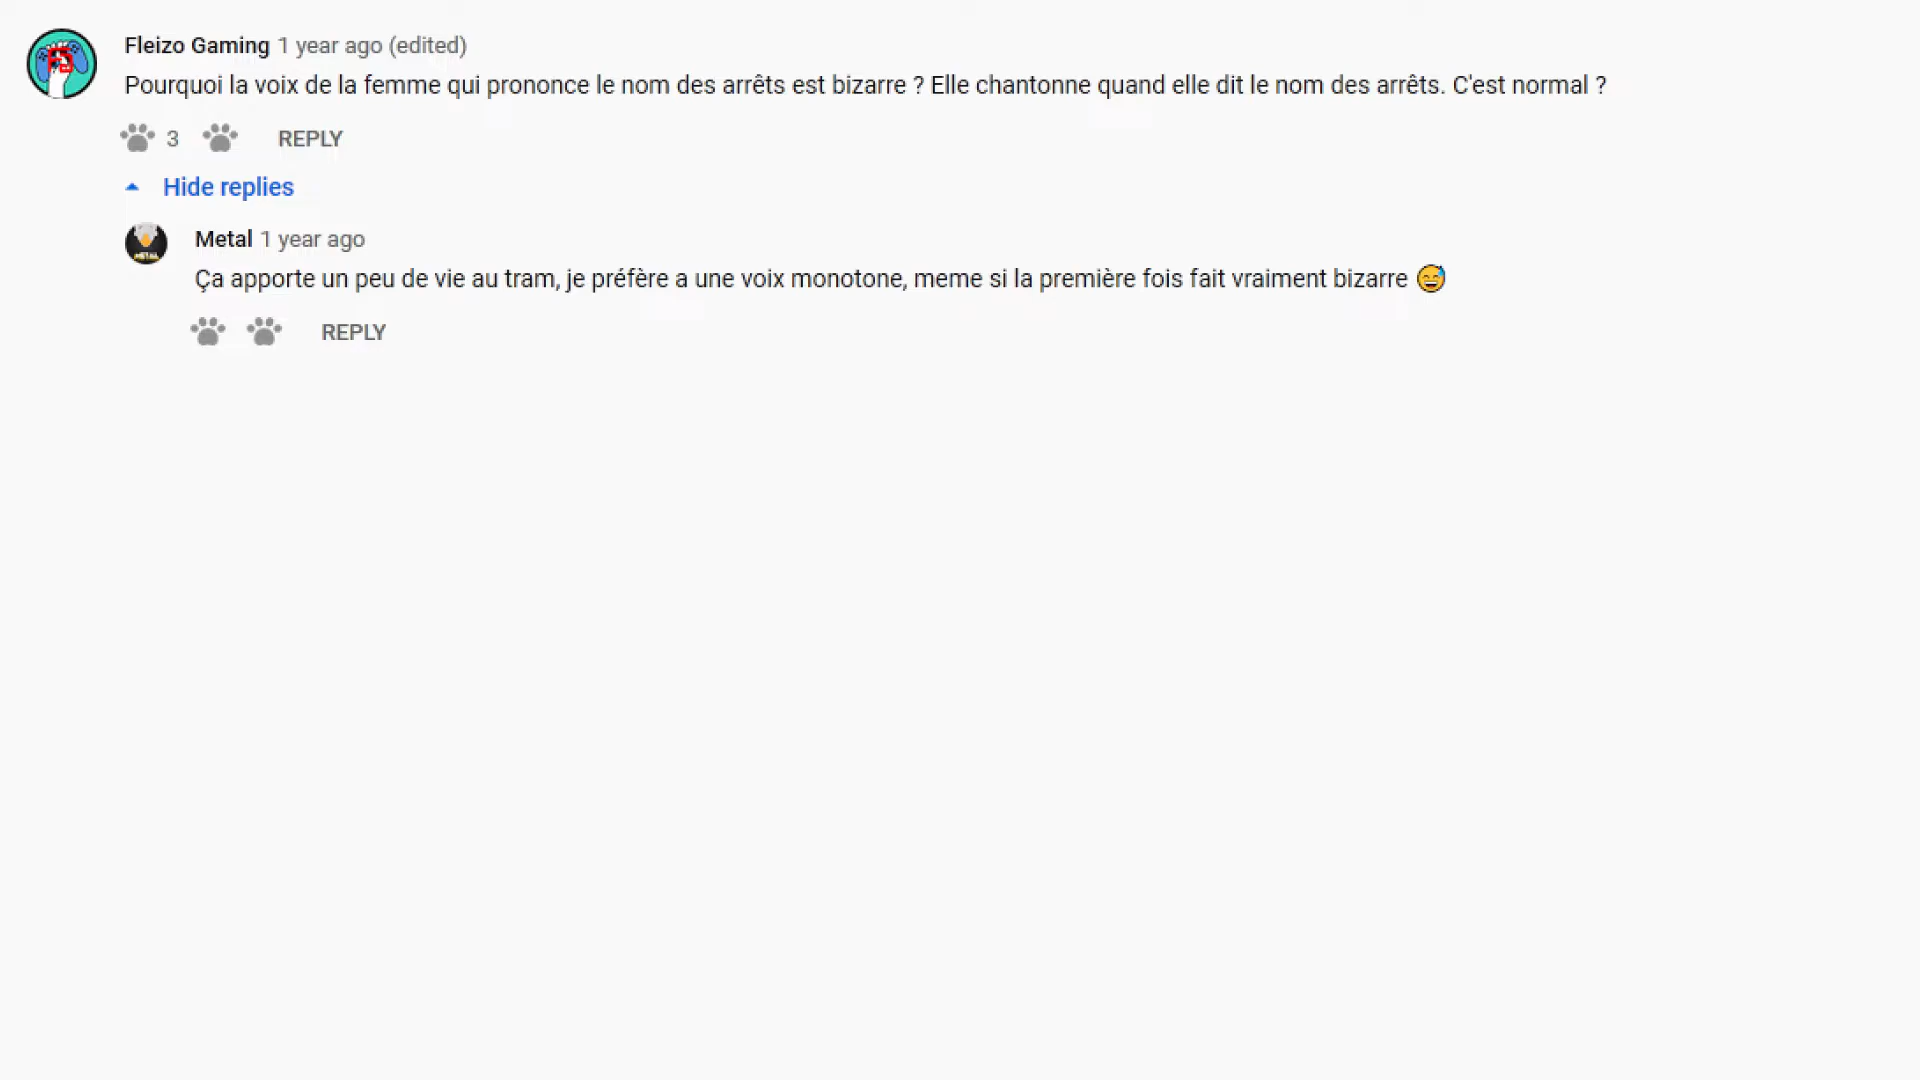 Fleizo Gaming 1 year ago (edited)
Pourquoi la voix de la femme qui prononce le nom des arrêts est bizarre ? Elle chantonne quand elle dit le nom des arrêts. C'est normal ?
3 REPLY
Hide replies
Metal 1 year ago
Ça apporte un peu de vie au tram, je préfère a une voix monotone, meme si la première fois fait vraiment bizarre 😅
REPLY